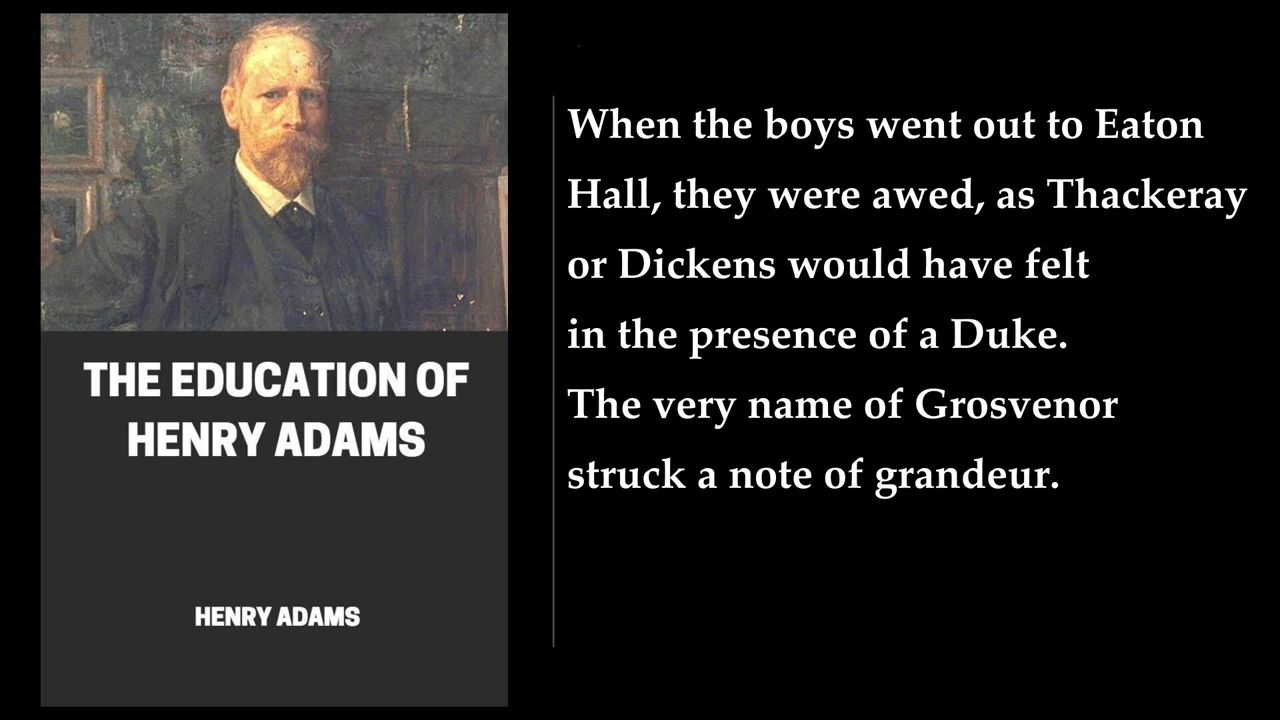 THE EDUCATION OF
HENRY ADAMS
HENRY ADAMS
When the boys went out to Eaton
Hall, they were awed, as Thackeray
or Dickens would have felt
in the presence of a Duke.
The very name of Grosvenor
struck a note of grandeur.